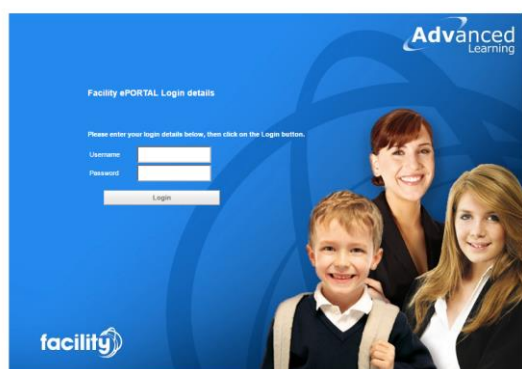 Advanced
Learning
Facility ePORTAL Login details
Please enter your login details below, then click on the Login button.
Username
Password
Login
facility